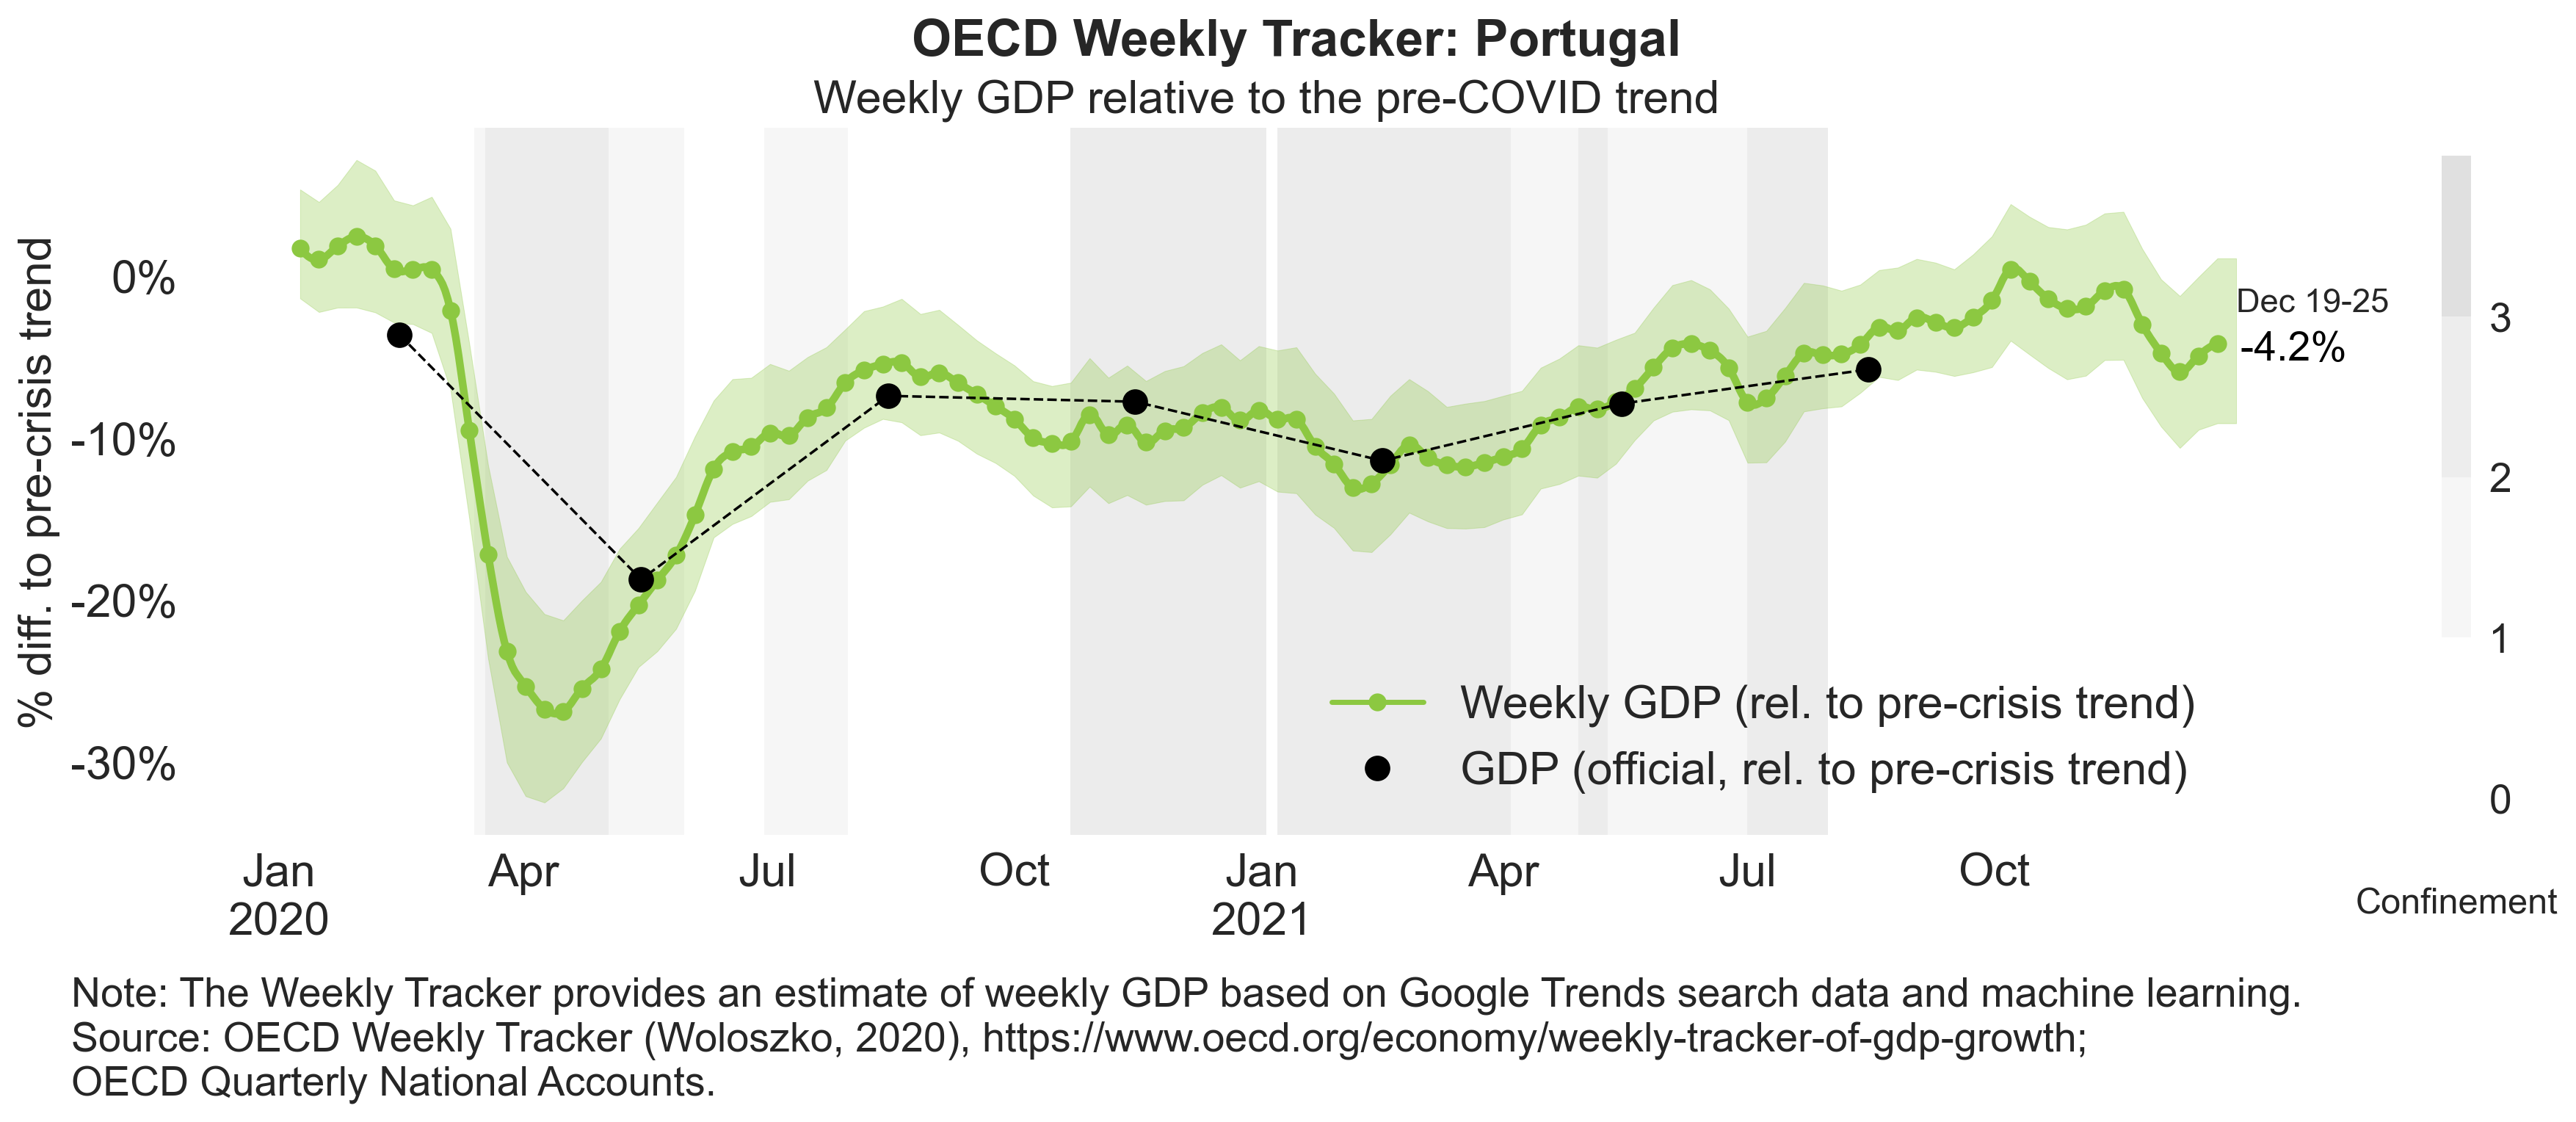 OECD Weekly Tracker: Portugal
Weekly GDP relative to the pre-COVID trend
% diff. to pre-crisis trend
0%
-10%
-20%
-30%
Dec 19-25
-4.2%
3
2
1
0
Confinement
Weekly GDP (rel. to pre-crisis trend)
GDP (official, rel. to pre-crisis trend)
Jan Apr Jul Oct Jan Apr Jul Oct
2020 2021
Note: The Weekly Tracker provides an estimate of weekly GDP based on Google Trends search data and machine learning.
Source: OECD Weekly Tracker (Woloszko, 2020), https://www.oecd.org/economy/weekly-tracker-of-gdp-growth;
OECD Quarterly National Accounts.